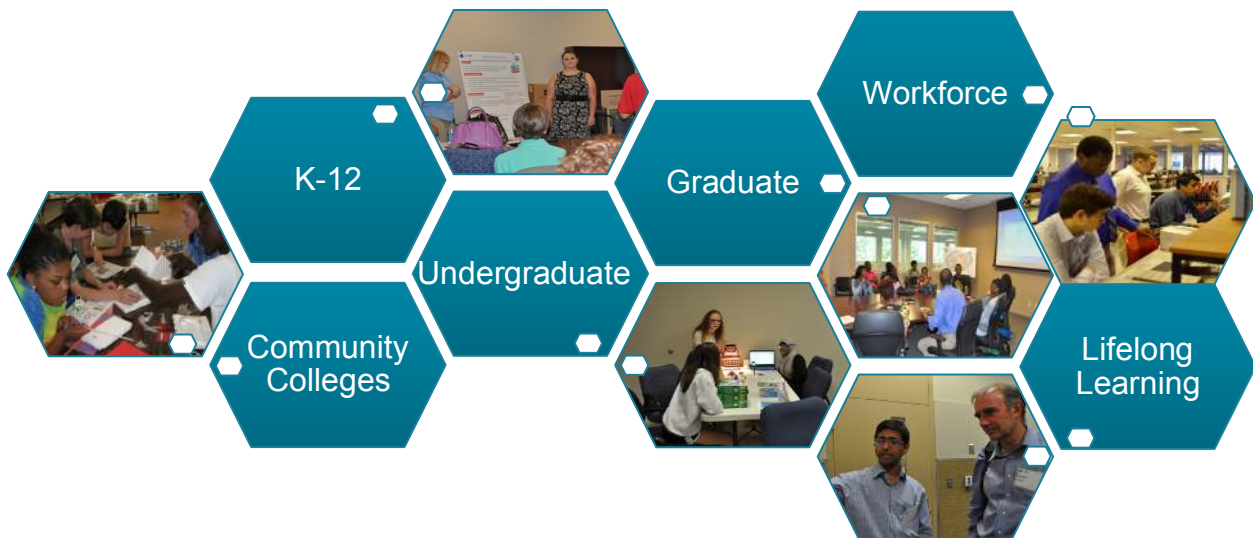 K-12
Community
Colleges
Undergraduate
Graduate
Workforce
Lifelong
Learning